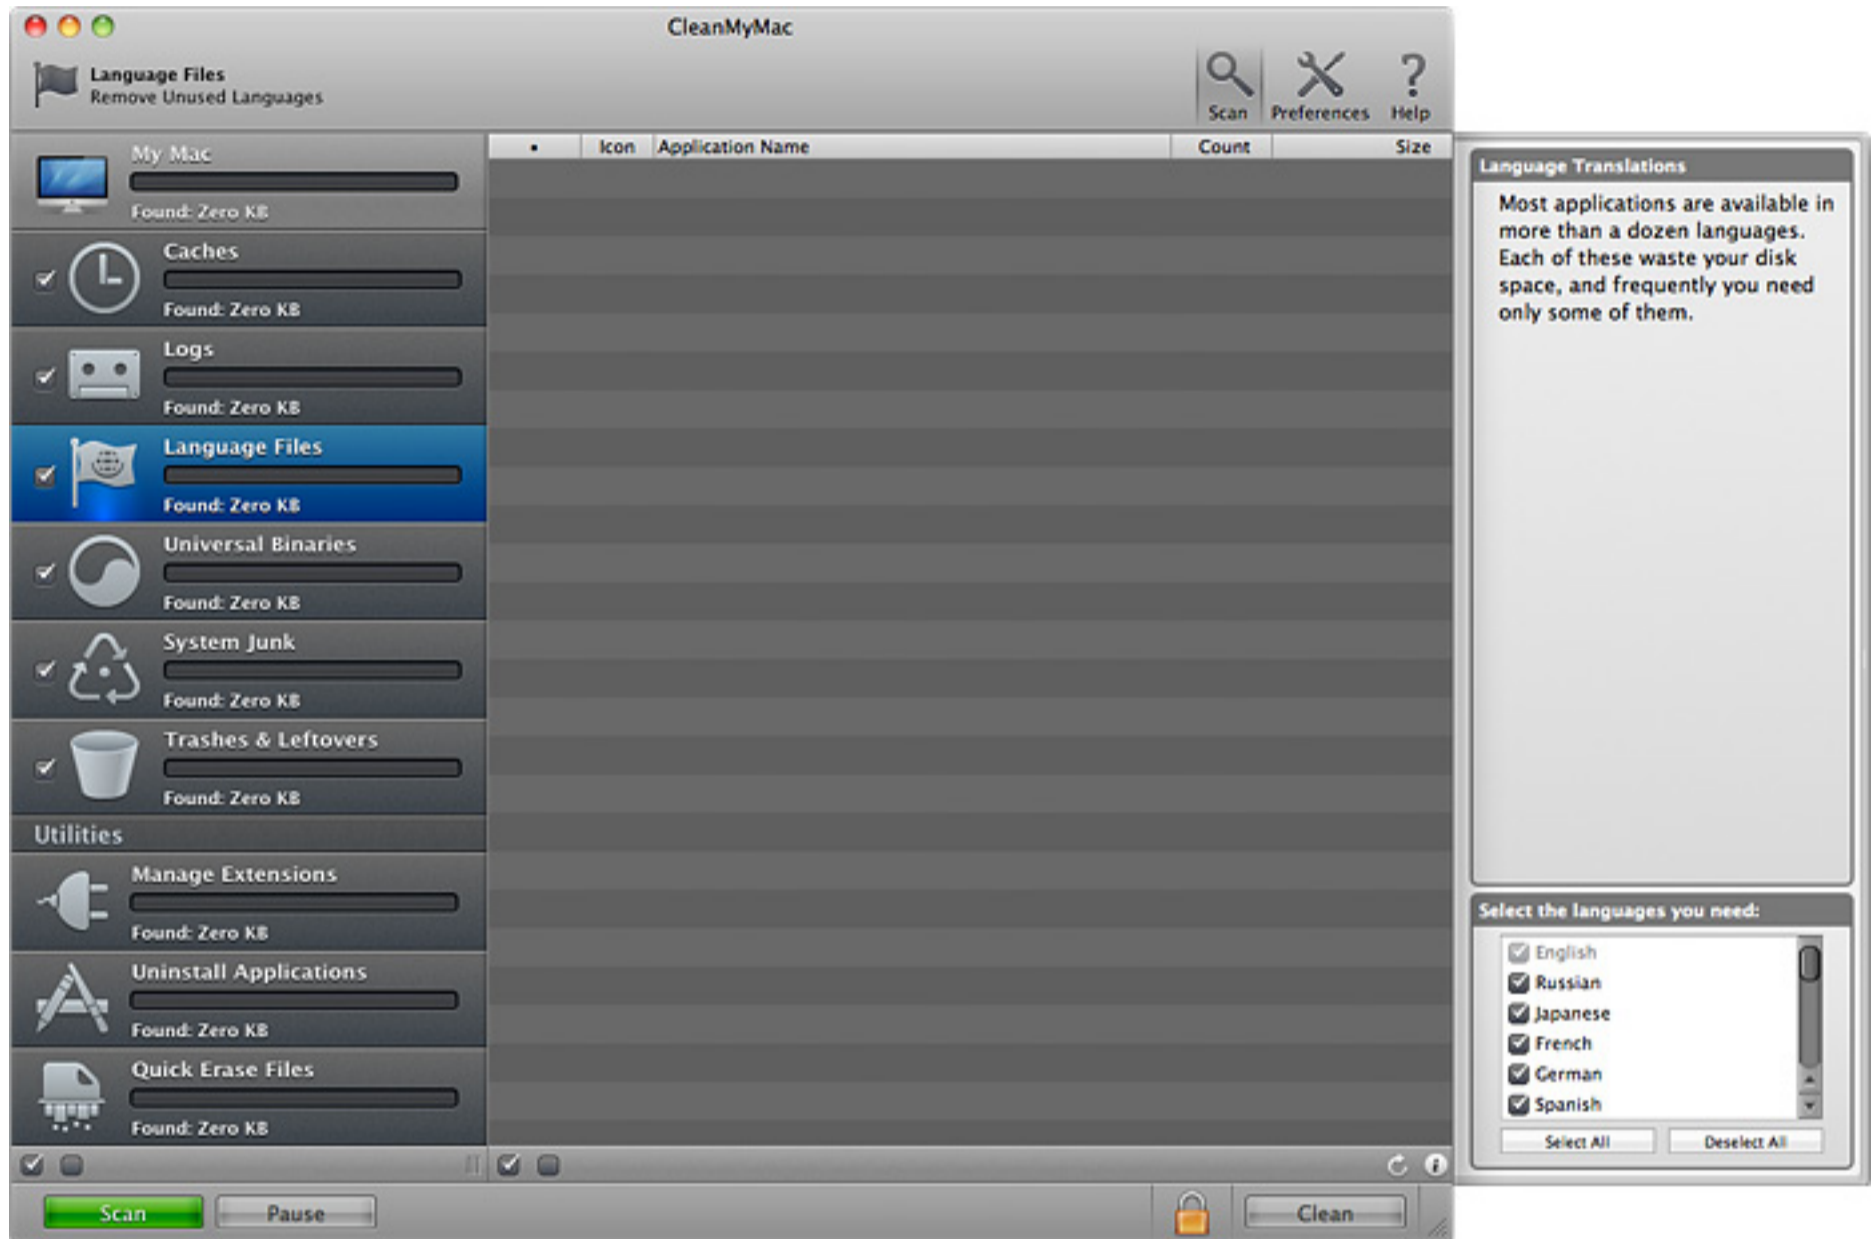 CleanMyMac
Language Files
Remove Unused Languages
Scan
Preferences
Help
My Mac
Found: Zero KB
Caches
Found: Zero KB
Logs
Found: Zero KB
Language Files
Found: Zero KB
Universal Binaries
Found: Zero KB
System Junk
Found: Zero KB
Trashes & Leftovers
Found: Zero KB
Utilities
Manage Extensions
Found: Zero KB
Uninstall Applications
Found: Zero KB
Quick Erase Files
Found: Zero KB
Icon Application Name Count Size
Language Translations
Most applications are available in
more than a dozen languages.
Each of these waste your disk
space, and frequently you need
only some of them.
Select the languages you need:
English
Russian
Japanese
French
German
Spanish
Select All Deselect All
Scan Pause Clean